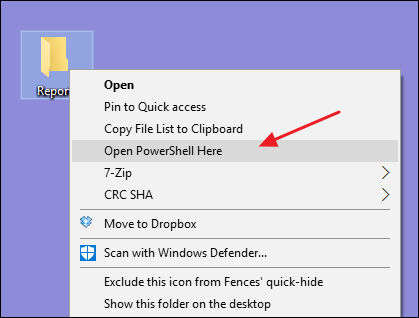 Repor
Open
Pin to Quick access
Copy File List to Clipboard
Open PowerShell Here
7-Zip
CRC SHA
Move to Dropbox
Scan with Windows Defender...
Exclude this icon from Fences' quick-hide
Show this folder on the desktop